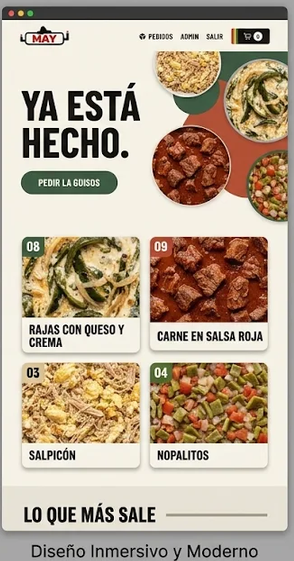 MAY
PEDIDOS
ADMIN
SALIR
0
YA ESTÁ
HECHO.
PEDIR LA GUISOS
08
09
RAJAS CON QUESO Y
CREMA
CARNE EN SALSA ROJA
03
04
SALPICÓN
NOPALITOS
LO QUE MÁS SALE
Diseño Inmersivo y Moderno